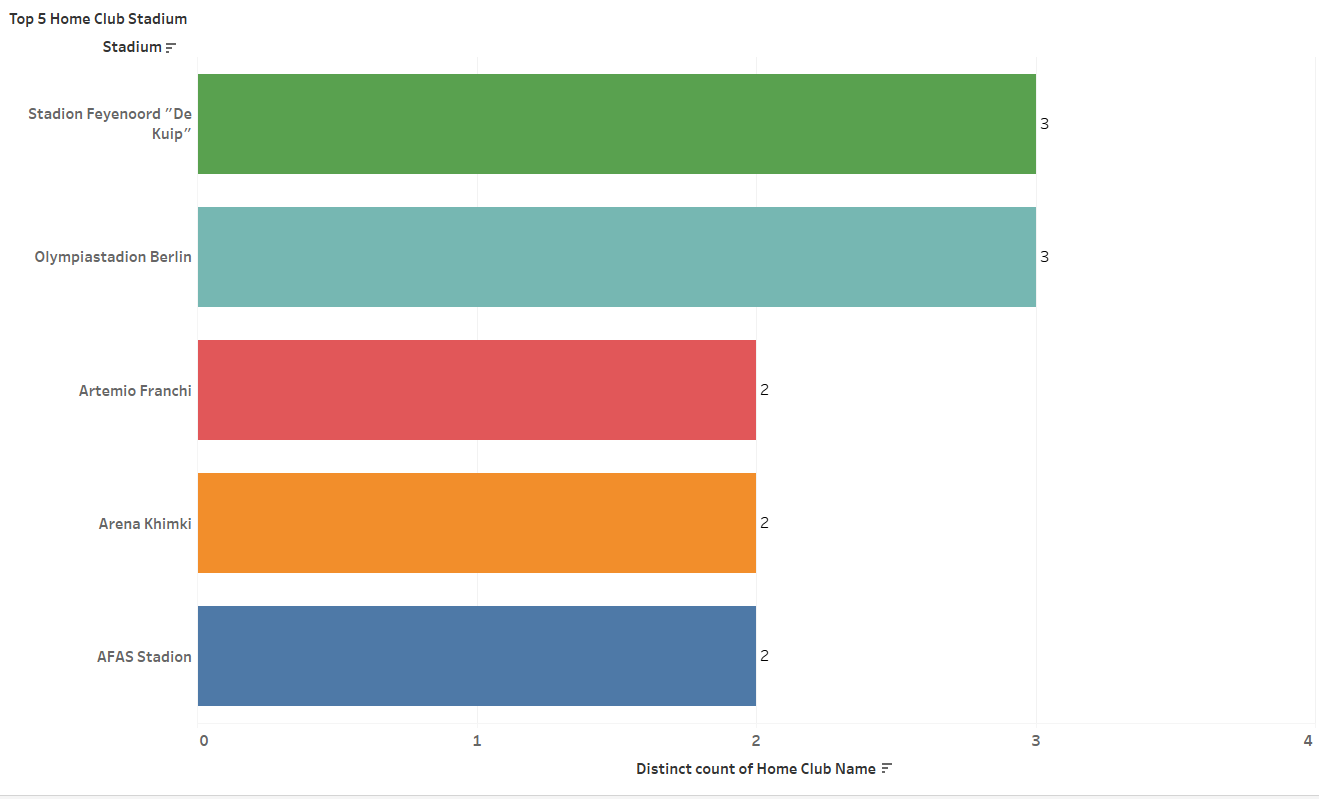 Top 5 Home Club Stadium
Stadium
Stadion Feyenoord "De
Kuip"
3
Olympiastadion Berlin
3
Artemio Franchi
2
Arena Khimki
2
AFAS Stadion
2
0 1 2 3 4
Distinct count of Home Club Name